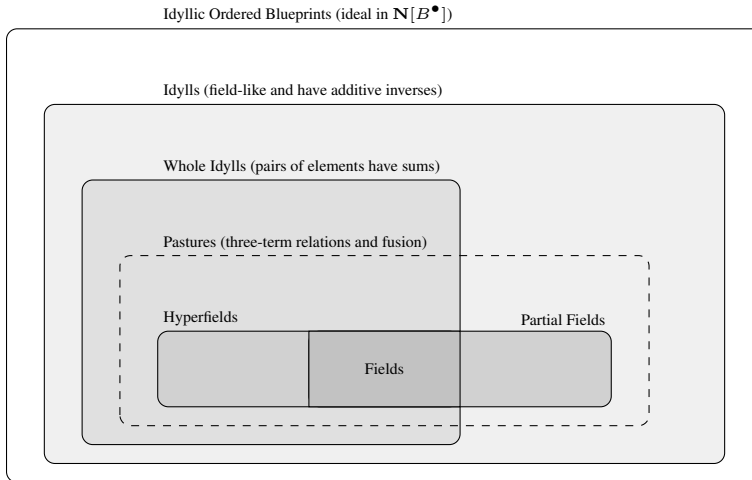 Idyllic Ordered Blueprints (ideal in N[B•])
Idylls (field-like and have additive inverses)
Whole Idylls (pairs of elements have sums)
Pastures (three-term relations and fusion)
Hyperfields
Partial Fields
Fields